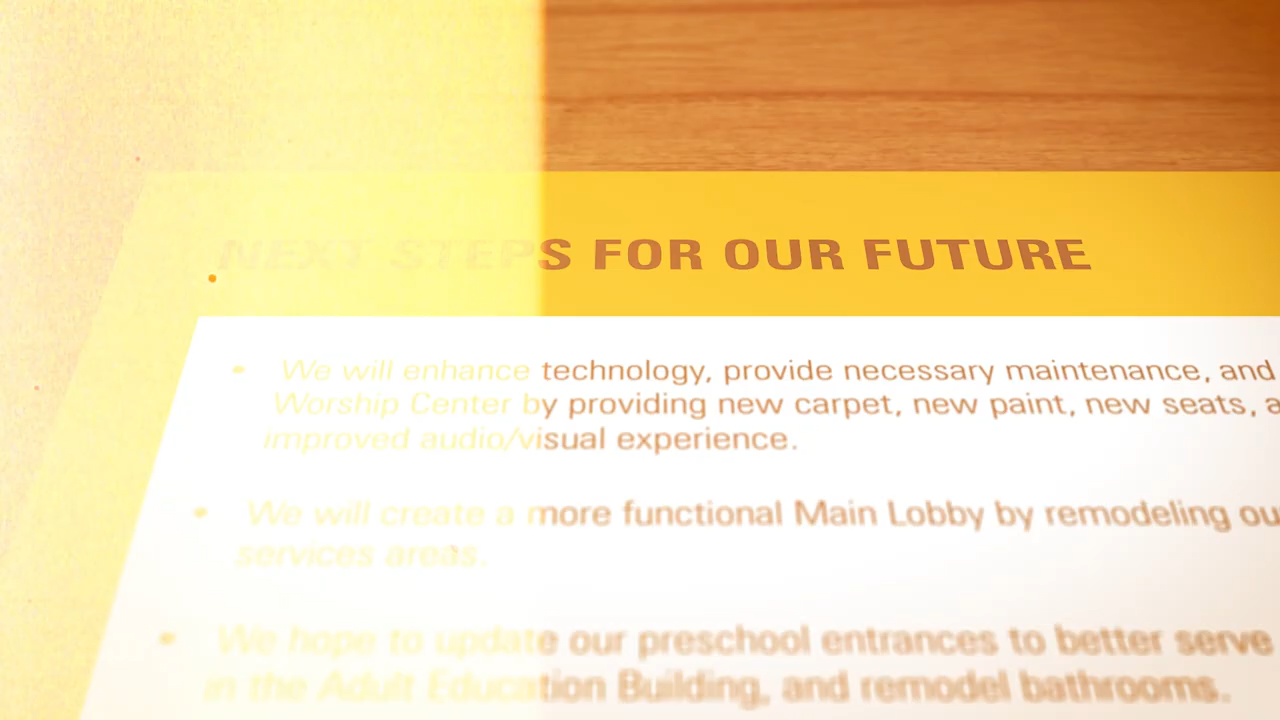 NEXT STEPS FOR OUR FUTURE
• We will enhance technology, provide necessary maintenance, and
Worship Center by providing new carpet, new paint, new seats,
improved audio/visual experience.
• We will create a more functional Main Lobby by remodeling
services areas.
• We hope to update our preschool entrances to better serve
in the Adult Education Building, and remodel bathrooms.